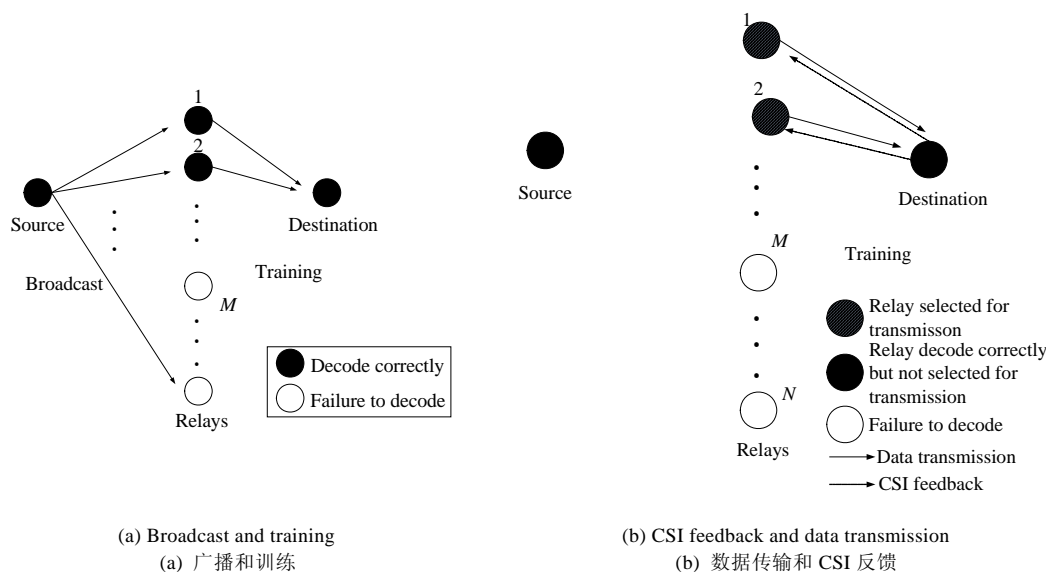 1
2
Source
Destination
Broadcast
Training
M
Decode correctly
Failure to decode
Relays
(a) Broadcast and training
(a) 广播和训练
1
2
Source
Destination
M
Training
Relay selected for
transmisson
Relay decode correctly
but not selected for
transmission
N
Failure to decode
Relays
Data transmission
CSI feedback
(b) CSI feedback and data transmission
(b) 数据传输和 CSI 反馈